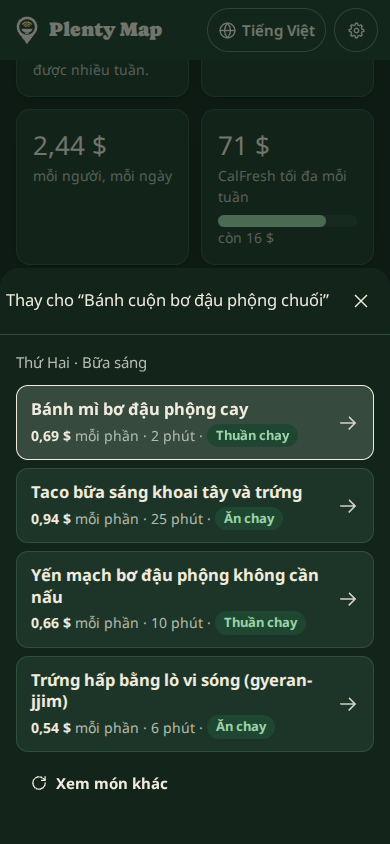 Plenty Map
Tiếng Việt
được nhiều tuần.
2,44 $
mỗi người, mỗi ngày
71 $
CalFresh tối đa mỗi
tuần
còn 16 $
Thay cho “Bánh cuộn bơ đậu phộng chuối”
Thứ Hai · Bữa sáng
Bánh mì bơ đậu phộng cay
0,69 $ mỗi phần · 2 phút · Thuần chay
Taco bữa sáng khoai tây và trứng
0,94 $ mỗi phần · 25 phút · Ăn chay
Yến mạch bơ đậu phộng không cần
nấu
0,66 $ mỗi phần · 10 phút · Thuần chay
Trứng hấp bằng lò vi sóng (gyeran-
jjim)
0,54 $ mỗi phần · 6 phút · Ăn chay
Xem món khác